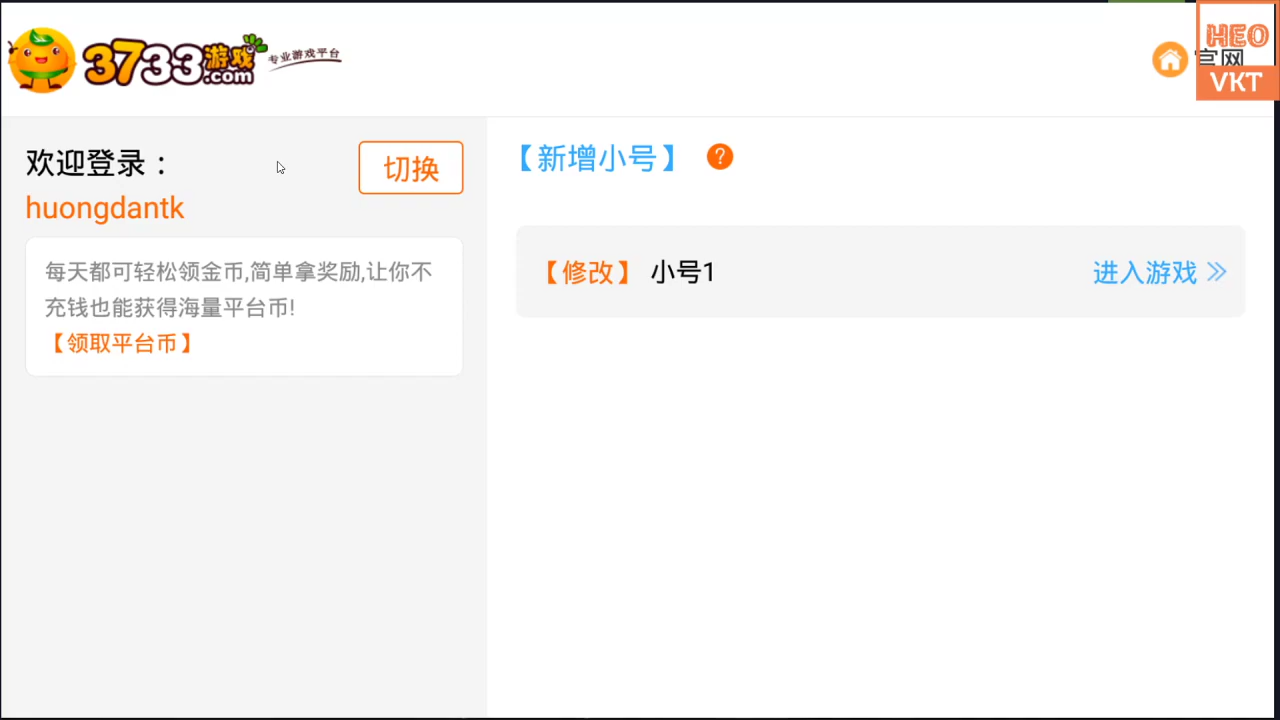 3733游戏.com 专业游戏平台
官网
HEO
VKT
欢迎登录：
切换
huongdantk
每天都可轻松领金币,简单拿奖励,让你不
充钱也能获得海量平台币!
【领取平台币】
【新增小号】 ?
【修改】 小号1
进入游戏 >>